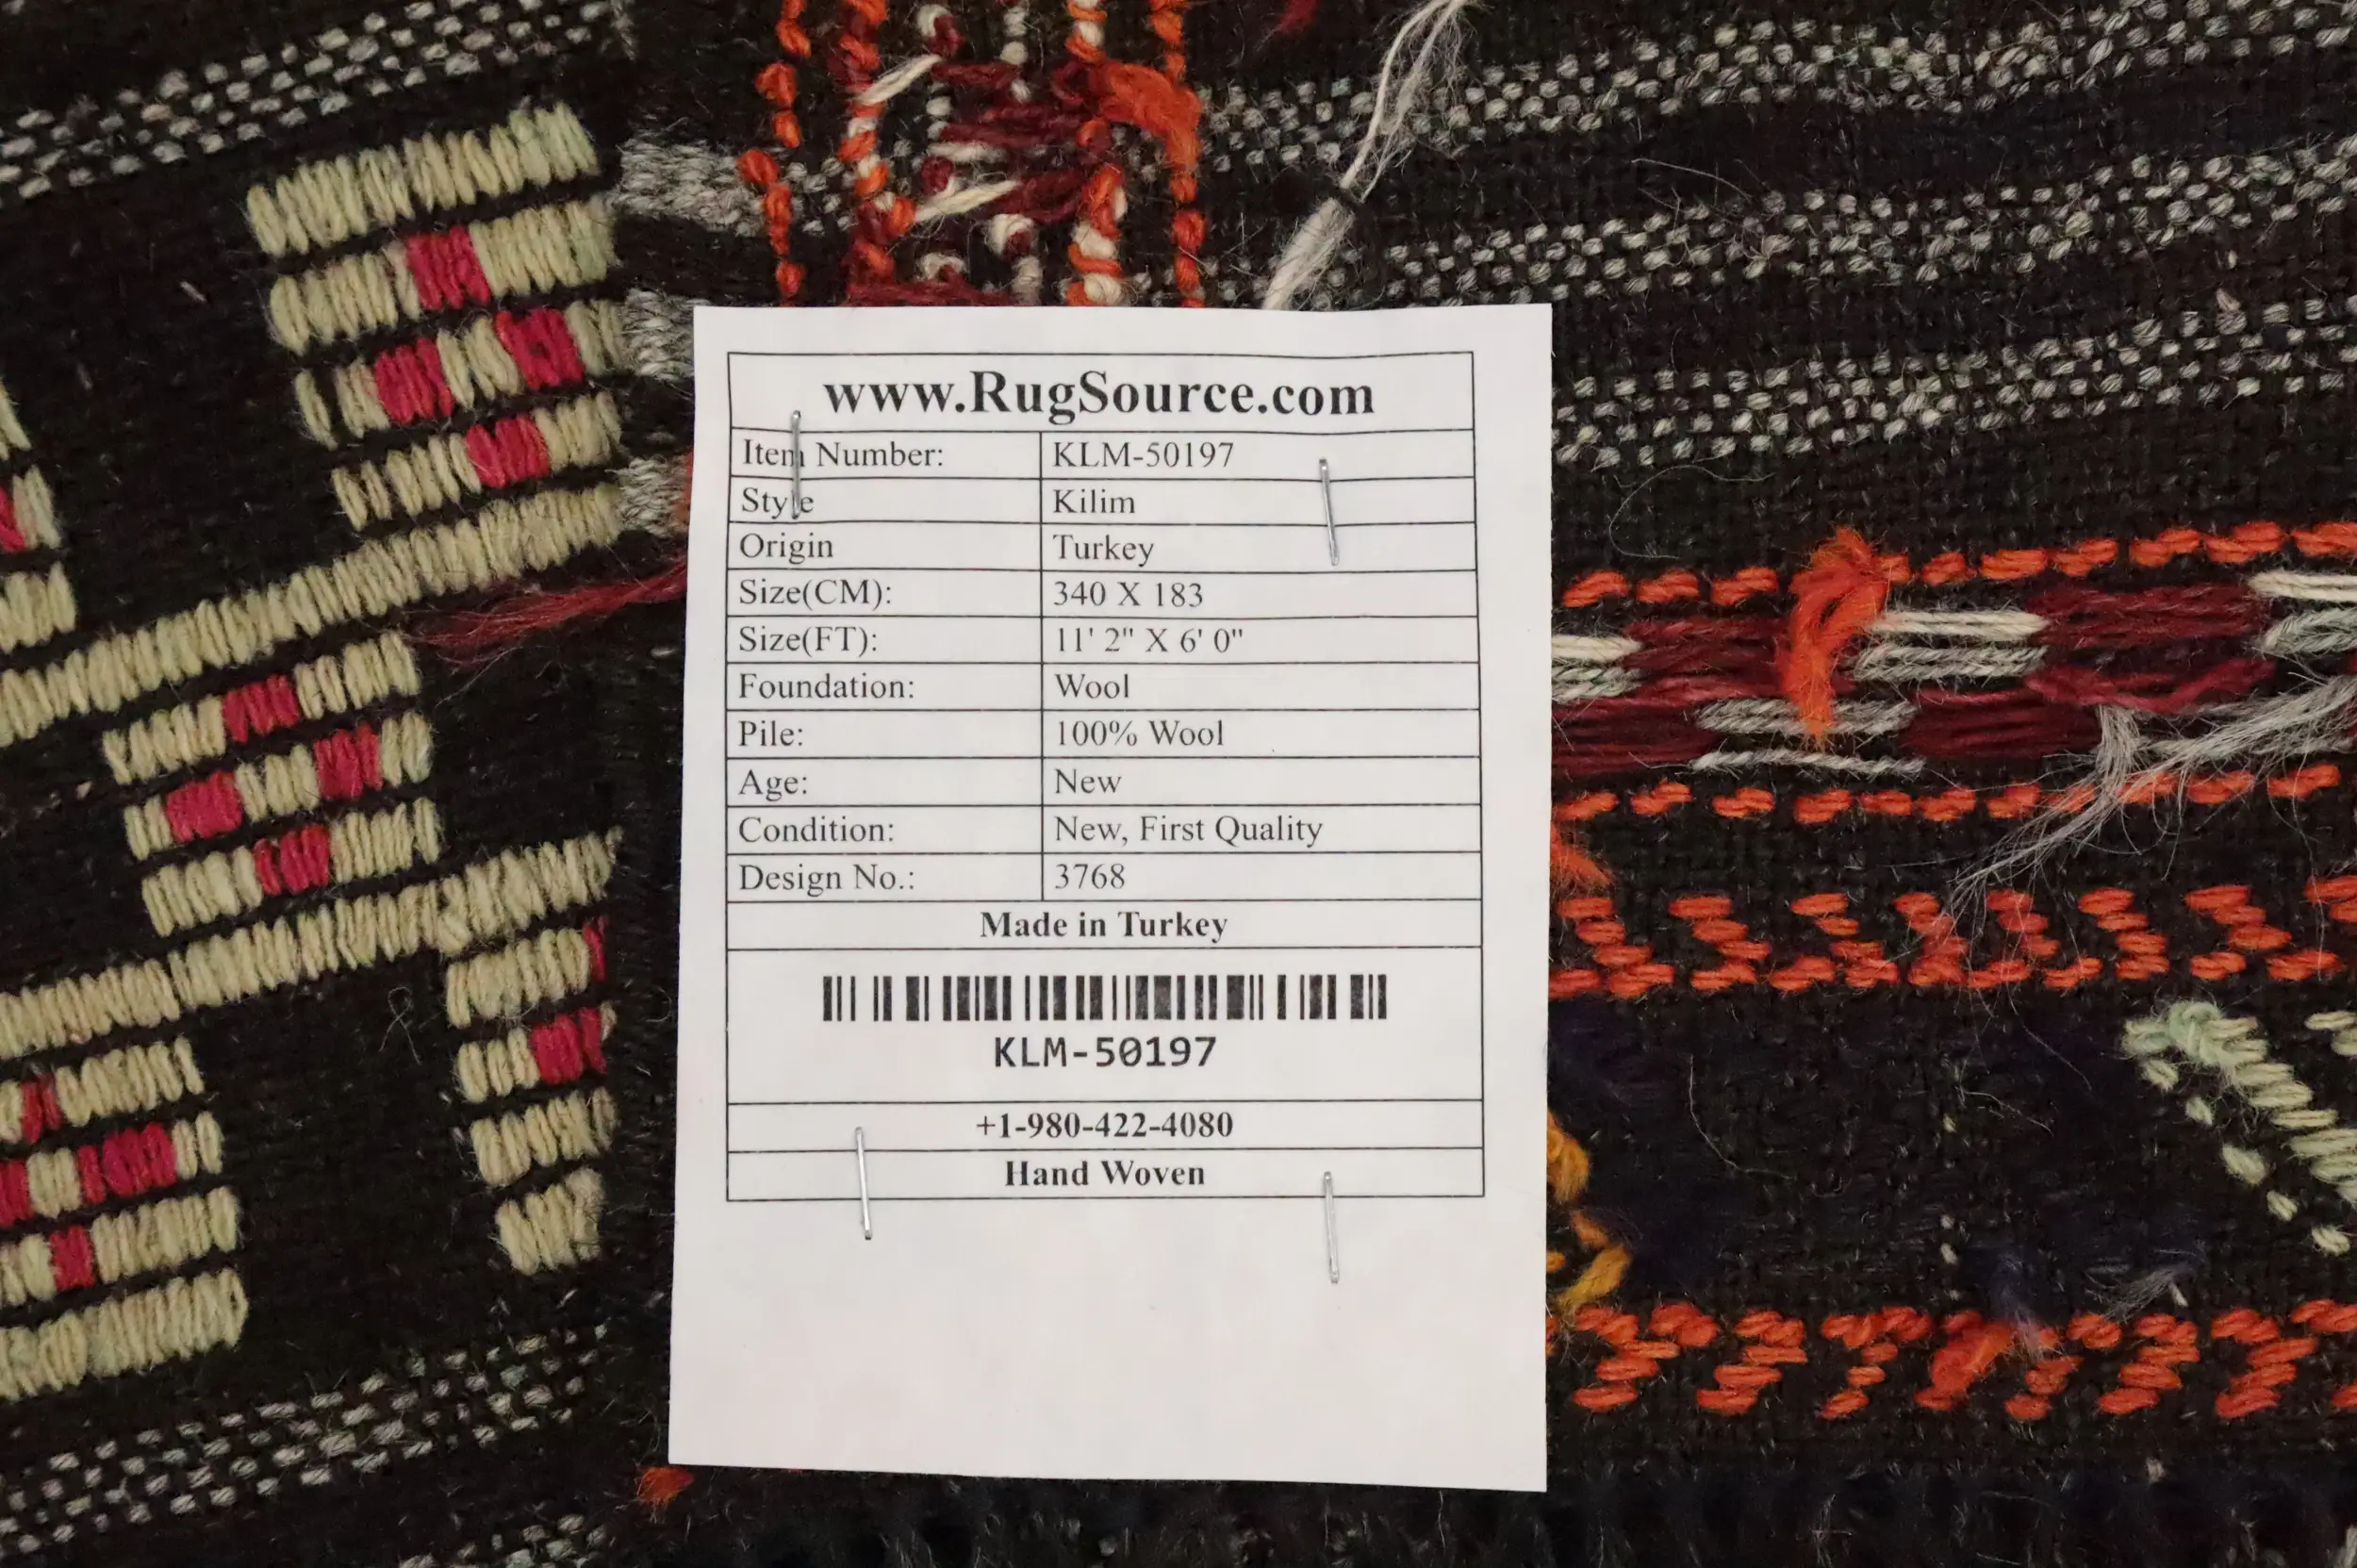 www.RugSource.com
Item Number: KLM-50197
Style Kilim
Origin Turkey
Size(CM): 340 X 183
Size(FT): 11' 2" X 6' 0"
Foundation: Wool
Pile: 100% Wool
Age: New
Condition: New, First Quality
Design No.: 3768
Made in Turkey
KLM-50197
+1-980-422-4080
Hand Woven